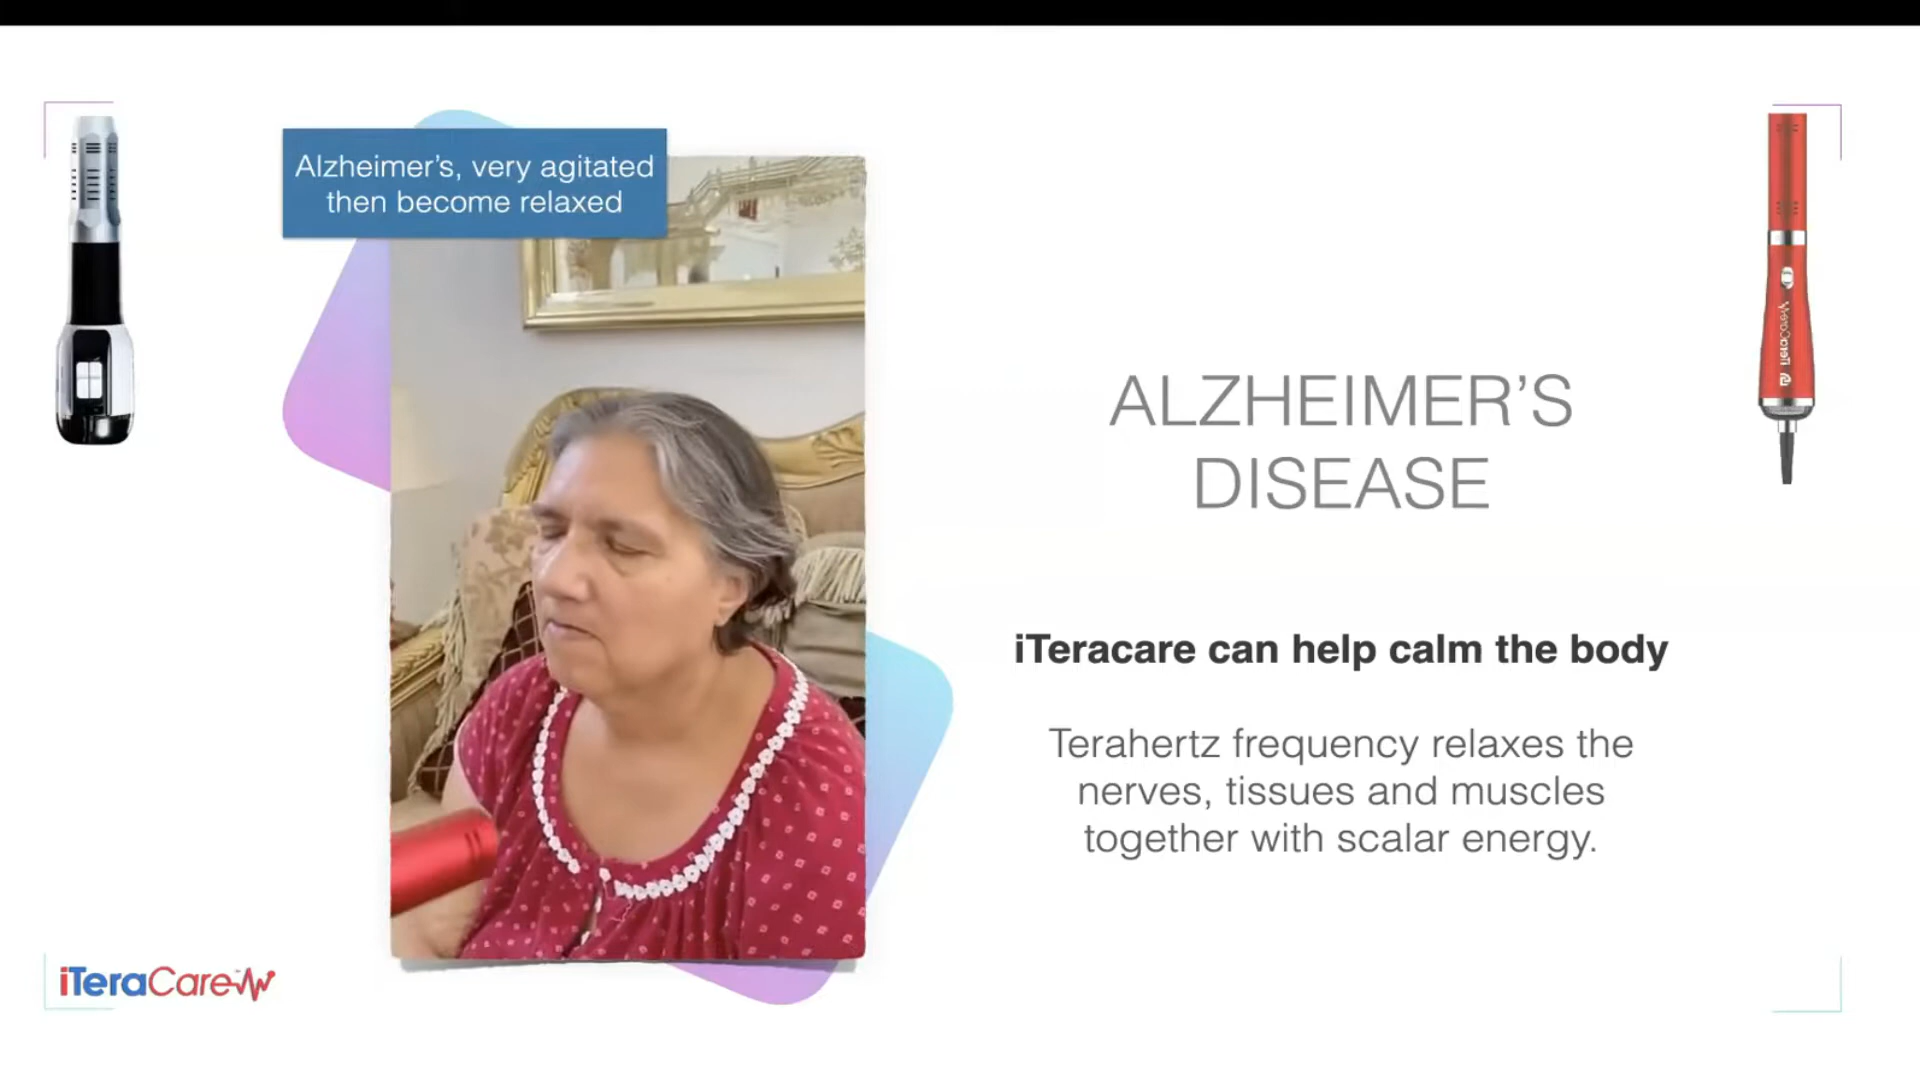 Alzheimer’s, very agitated
then become relaxed
ALZHEIMER’S
DISEASE
iTeracare can help calm the body
Terahertz frequency relaxes the
nerves, tissues and muscles
together with scalar energy.
iTeraCare
iTeraCare